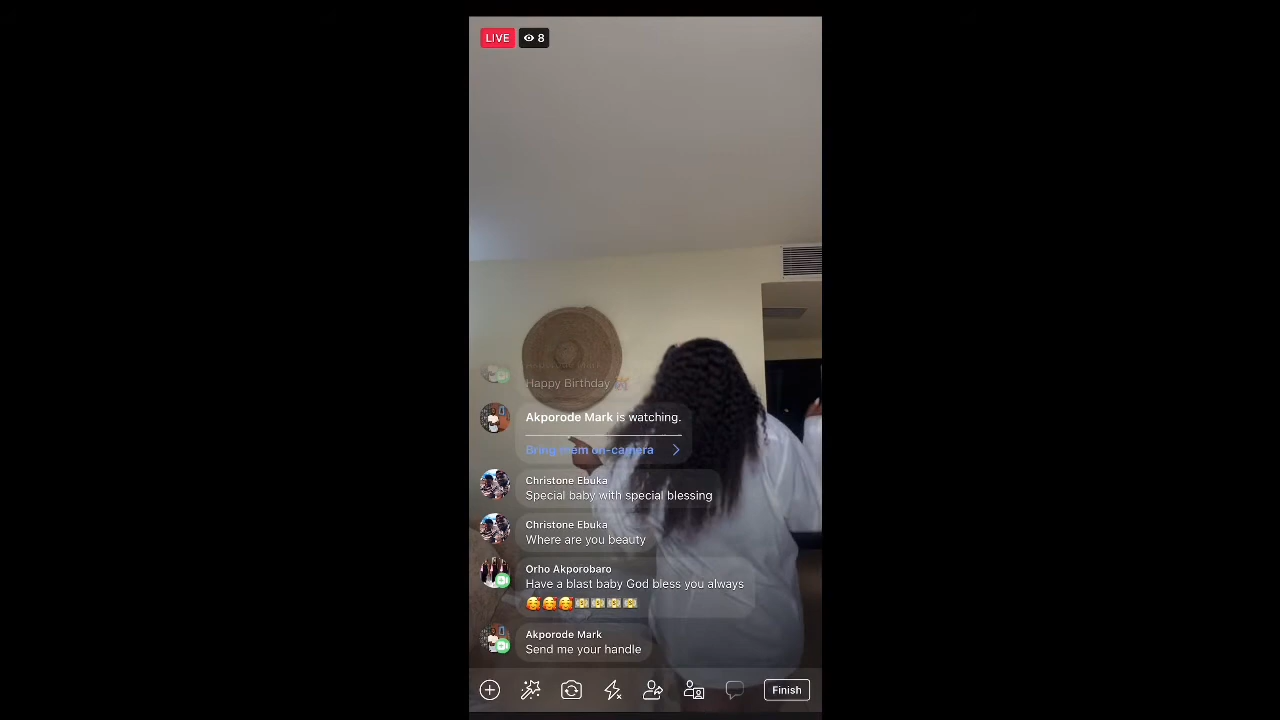 LIVE 8
Akporode Mark
Happy Birthday
Akporode Mark is watching.
Bring them on-camera
Christone Ebuka
Special baby with special blessing
Christone Ebuka
Where are you beauty
Orho Akporobaro
Have a blast baby God bless you always
🥰🥰🥰💵💵💵💵
Akporode Mark
Send me your handle
Finish